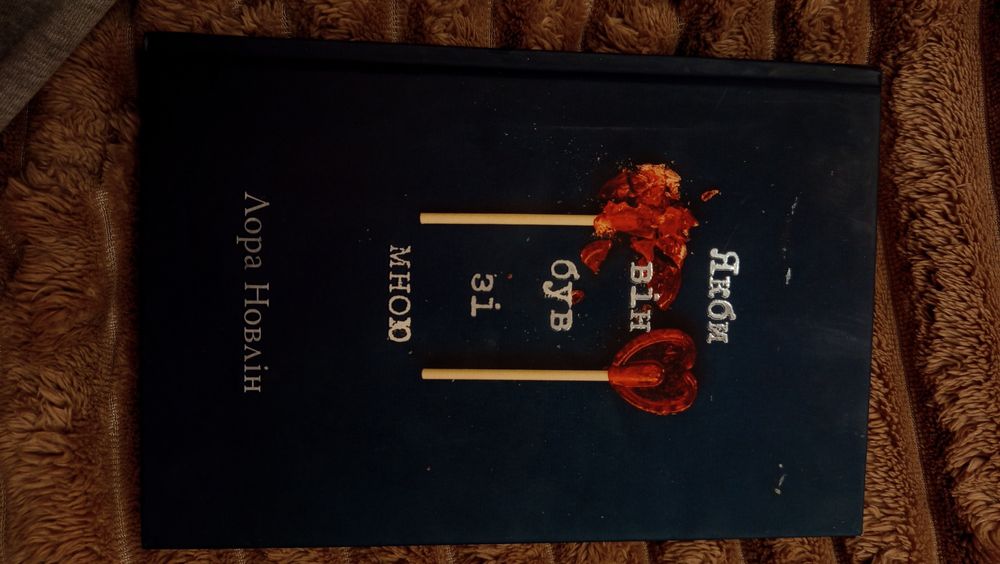 Якби
він
був
зі
мною
Лора Новлін